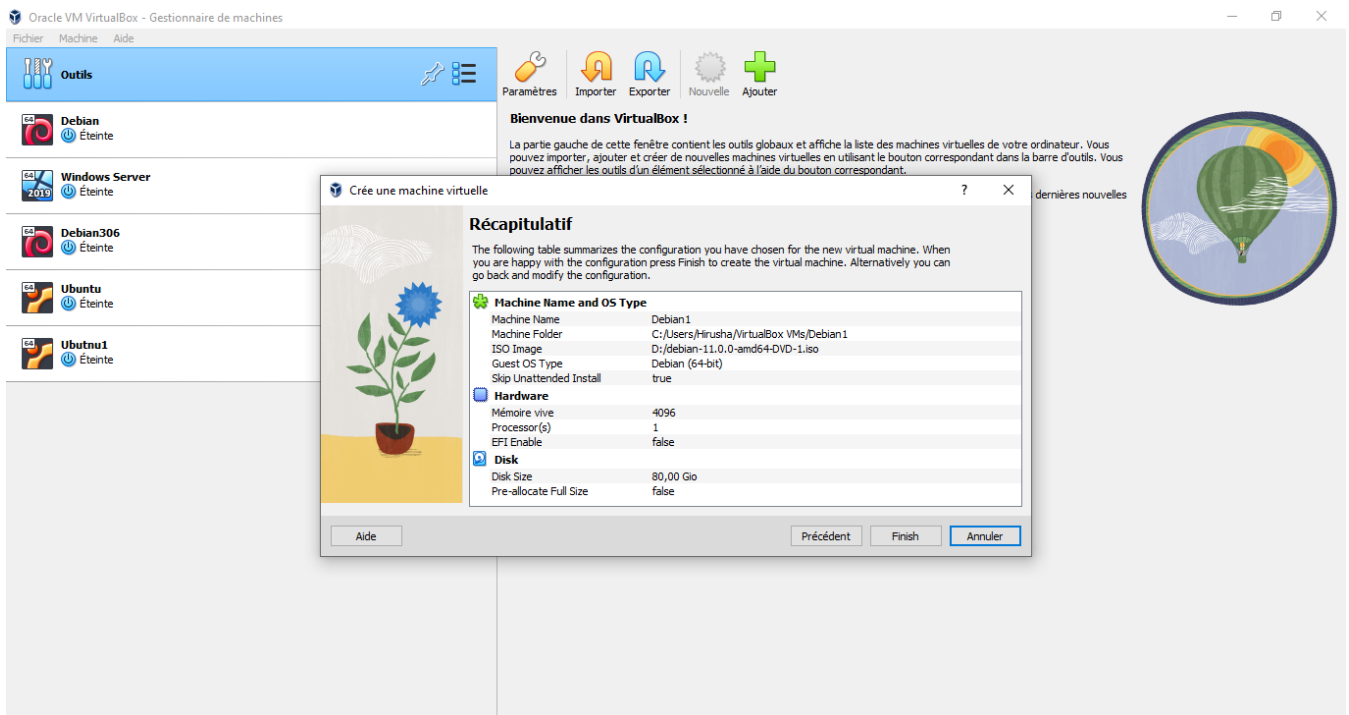 Oracle VM VirtualBox - Gestionnaire de machines
Fichier Machine Aide
Outils
Paramètres Importer Exporter Nouvelle Ajouter
64
Debian
Éteinte
64
2019
Windows Server
Éteinte
64
Debian306
Éteinte
64
Ubuntu
Éteinte
64
Ubutnu1
Éteinte
Bienvenue dans VirtualBox !
La partie gauche de cette fenêtre contient les outils globaux et affiche la liste des machines virtuelles de votre ordinateur. Vous
pouvez importer, ajouter et créer de nouvelles machines virtuelles en utilisant le bouton correspondant dans la barre d'outils. Vous
pouvez afficher les outils d'un élément sélectionné à l'aide du bouton correspondant.
dernières nouvelles
Crée une machine virtuelle ?
Récapitulatif
The following table summarizes the configuration you have chosen for the new virtual machine. When
you are happy with the configuration press Finish to create the virtual machine. Alternatively you can
go back and modify the configuration.
Machine Name and OS Type
Machine Name Debian1
Machine Folder C:/Users/Hirusha/VirtualBox VMs/Debian1
ISO Image D:/debian-11.0.0-amd64-DVD-1.iso
Guest OS Type Debian (64-bit)
Skip Unattended Install true
Hardware
Mémoire vive 4096
Processor(s) 1
EFI Enable false
Disk
Disk Size 80,00 Gio
Pre-allocate Full Size false
Aide Précédent Finish Annuler